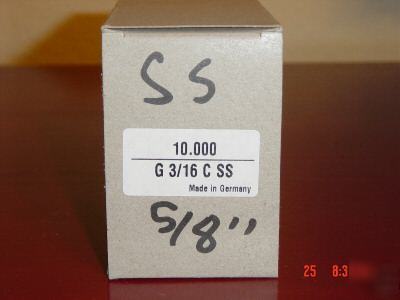 SS
10.000
G 3/16 C SS
Made in Germany
5/8"
25 8:3